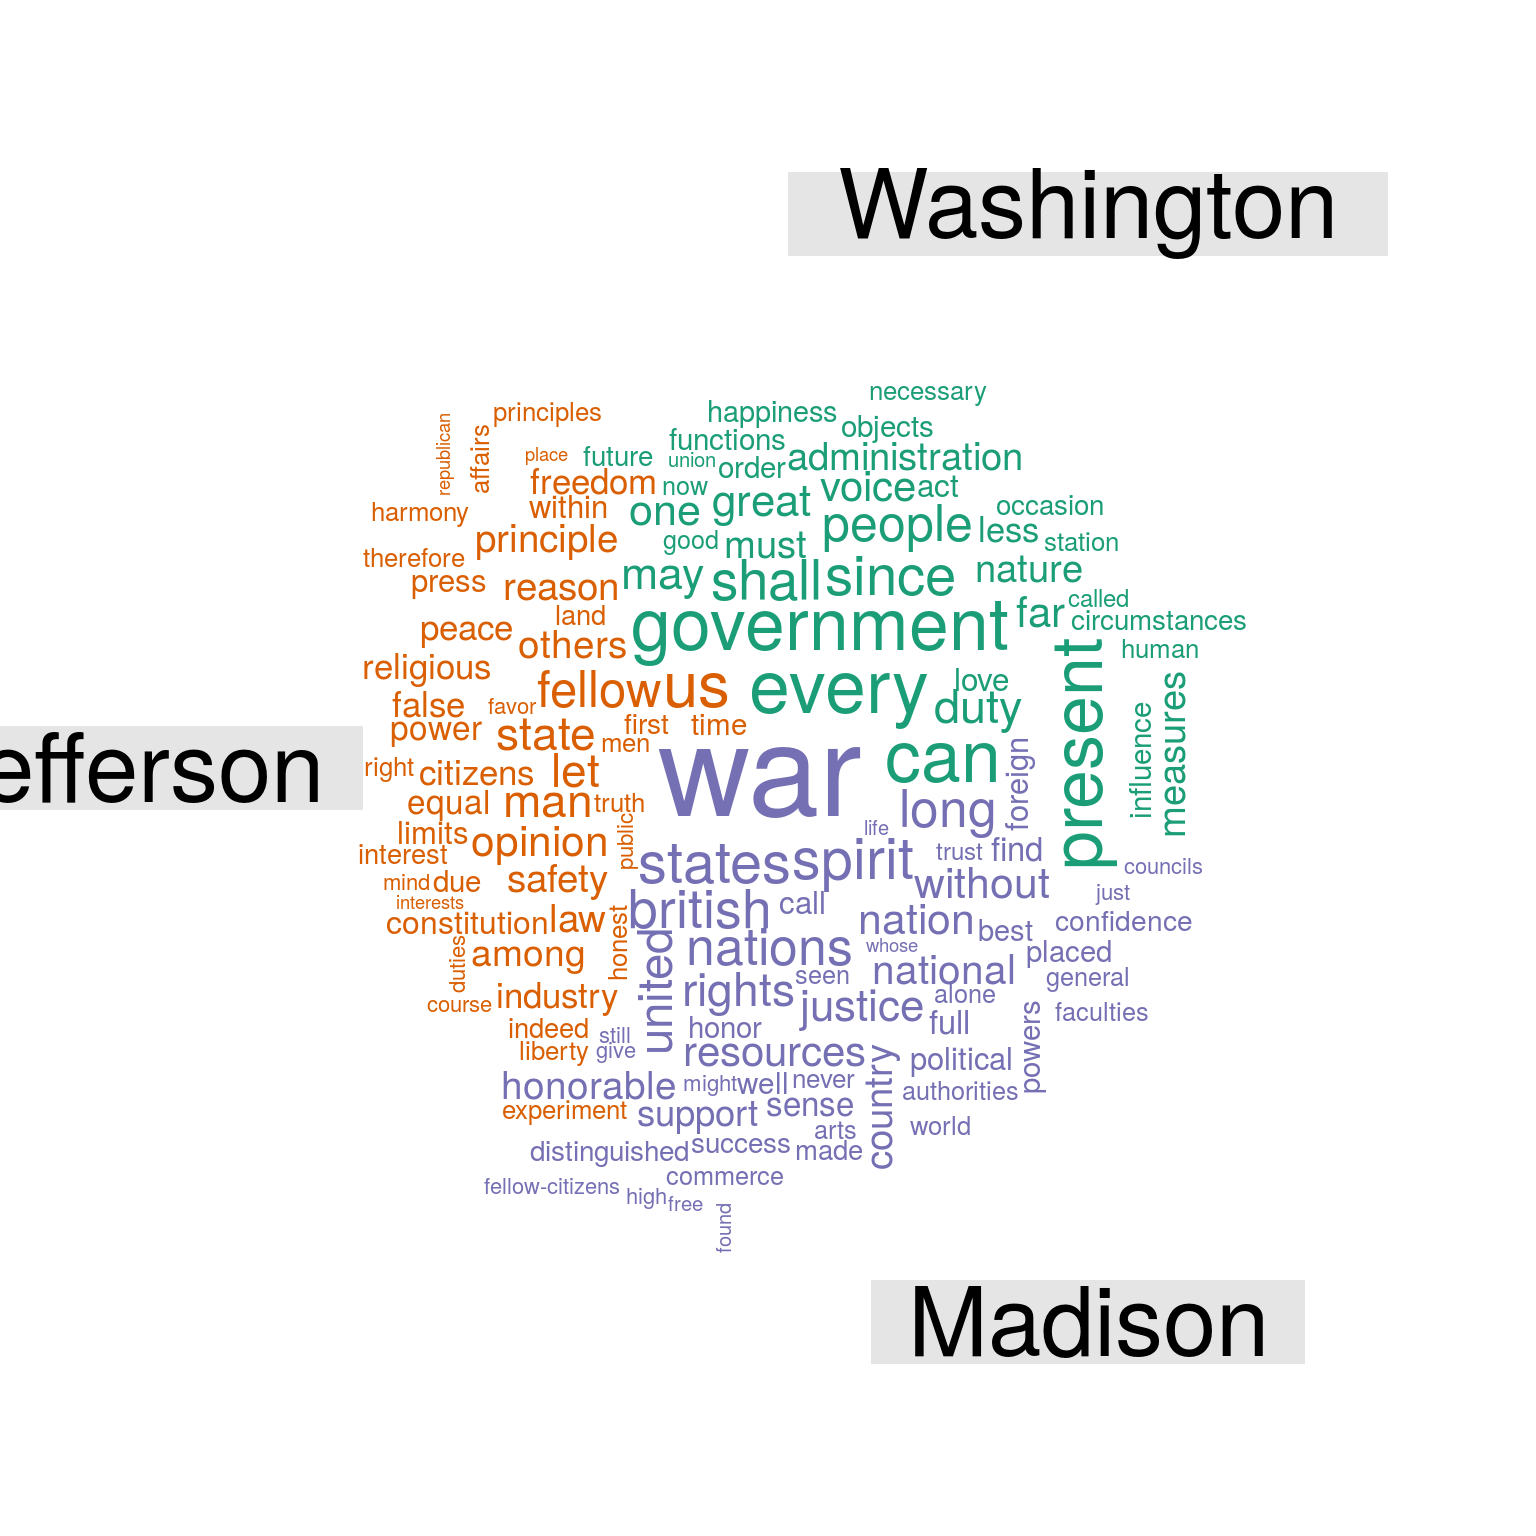 Washington
necessary
principles
happiness
republican
affairs
objects
functions
place
future
union
order
administration
freedom
now
great
voice
act
harmony
within
one
people
occasion
principle
good
must
less
station
therefore
press
reason
may
shall
since
nature
land
government
far
called
circumstances
peace
others
present
human
religious
fellow
us
every
love
measures
false
favor
duty
influence
power
state
first
time
men
efferson
right
citizens
let
war
can
foreign
equal
man
truth
long
limits
opinion
public
life
interest
states
spirit
trust
find
councils
mind
due
safety
without
just
interests
constitution
law
honest
british
call
nation
best
confidence
duties
among
united
nations
whose
placed
course
industry
rights
seen
national
general
indeed
still
honor
justice
alone
full
powers
faculties
liberty
give
resources
country
political
honorable
might
well
never
authorities
experiment
support
sense
world
distinguished
success
arts
made
fellow-citizens
commerce
high
free
found
Madison